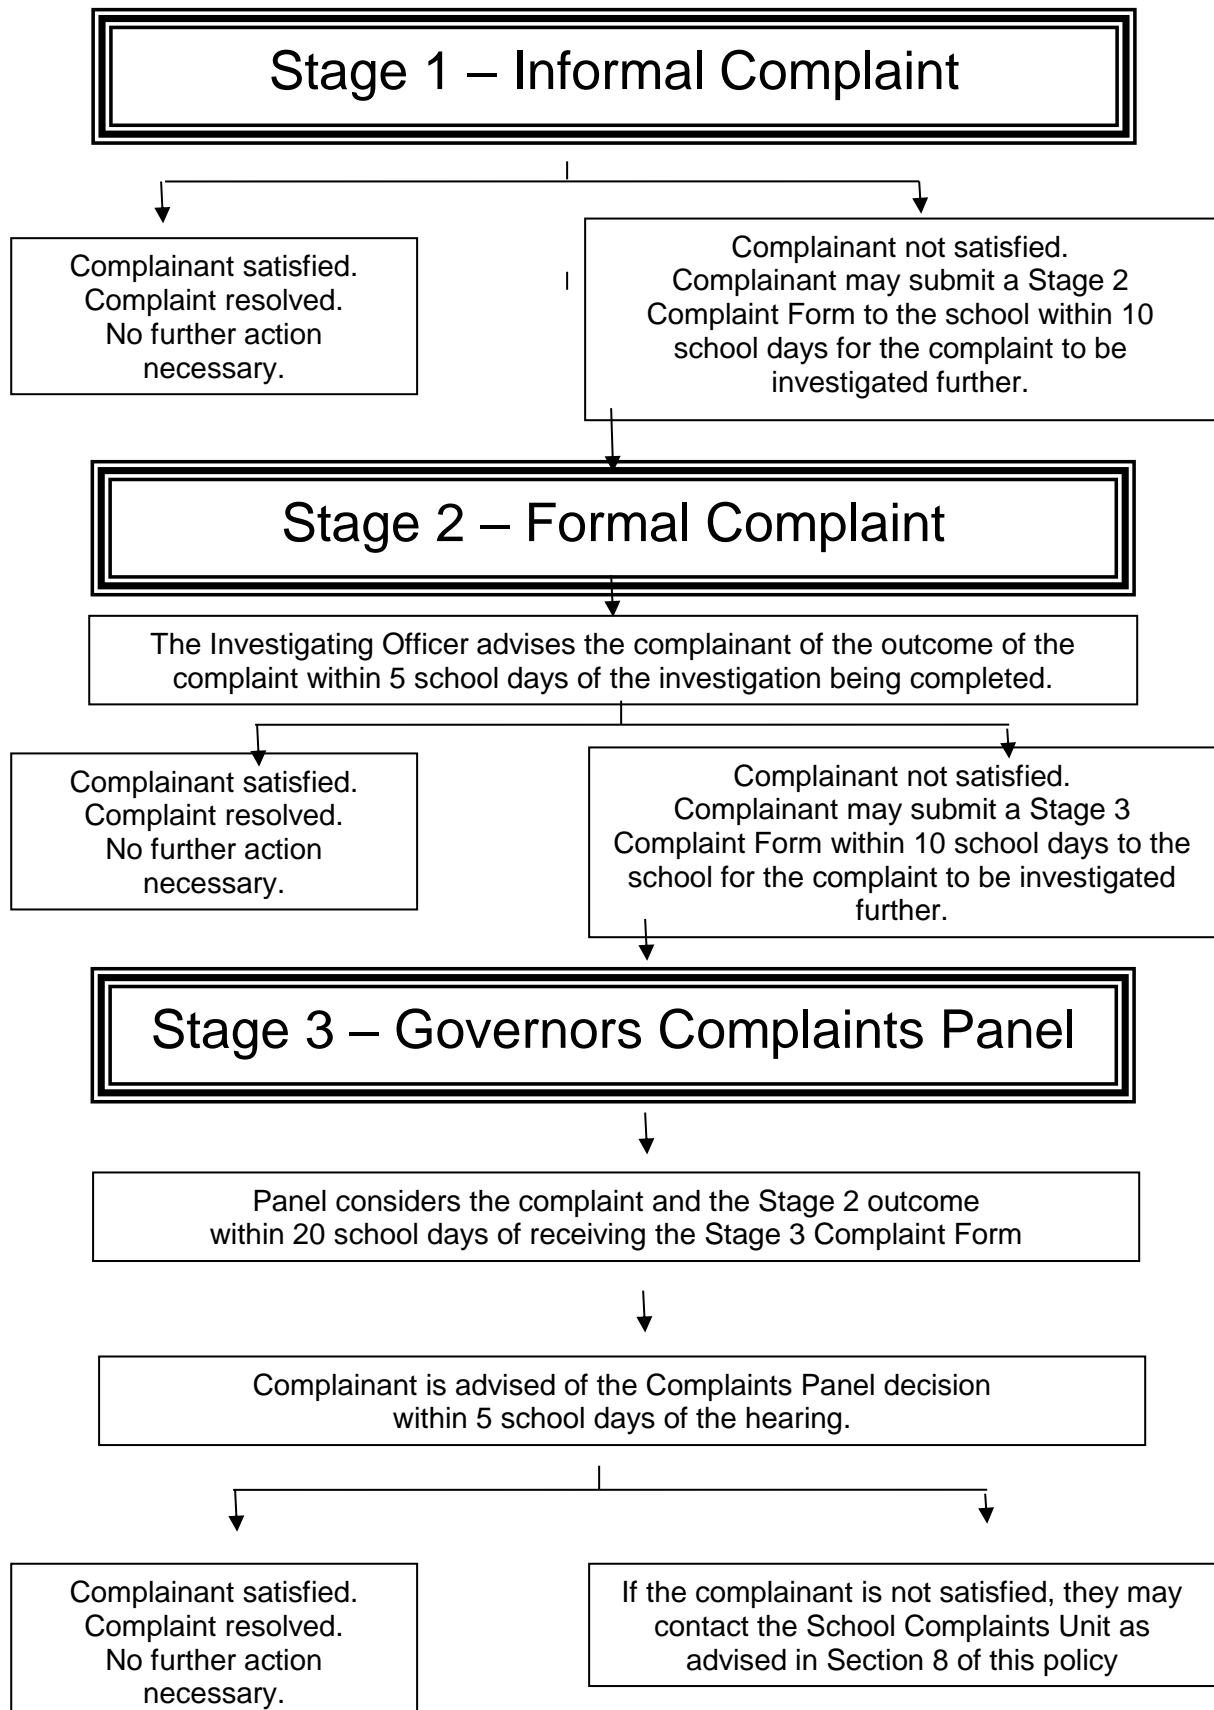 Stage 1 – Informal Complaint
Complainant satisfied.
Complaint resolved.
No further action
necessary.
Complainant not satisfied.
Complainant may submit a Stage 2
Complaint Form to the school within 10
school days for the complaint to be
investigated further.
Stage 2 – Formal Complaint
The Investigating Officer advises the complainant of the outcome of the
complaint within 5 school days of the investigation being completed.
Complainant satisfied.
Complaint resolved.
No further action
necessary.
Complainant not satisfied.
Complainant may submit a Stage 3
Complaint Form within 10 school days to the
school for the complaint to be investigated
further.
Stage 3 – Governors Complaints Panel
Panel considers the complaint and the Stage 2 outcome
within 20 school days of receiving the Stage 3 Complaint Form
Complainant is advised of the Complaints Panel decision
within 5 school days of the hearing.
Complainant satisfied.
Complaint resolved.
No further action
necessary.
If the complainant is not satisfied, they may
contact the School Complaints Unit as
advised in Section 8 of this policy